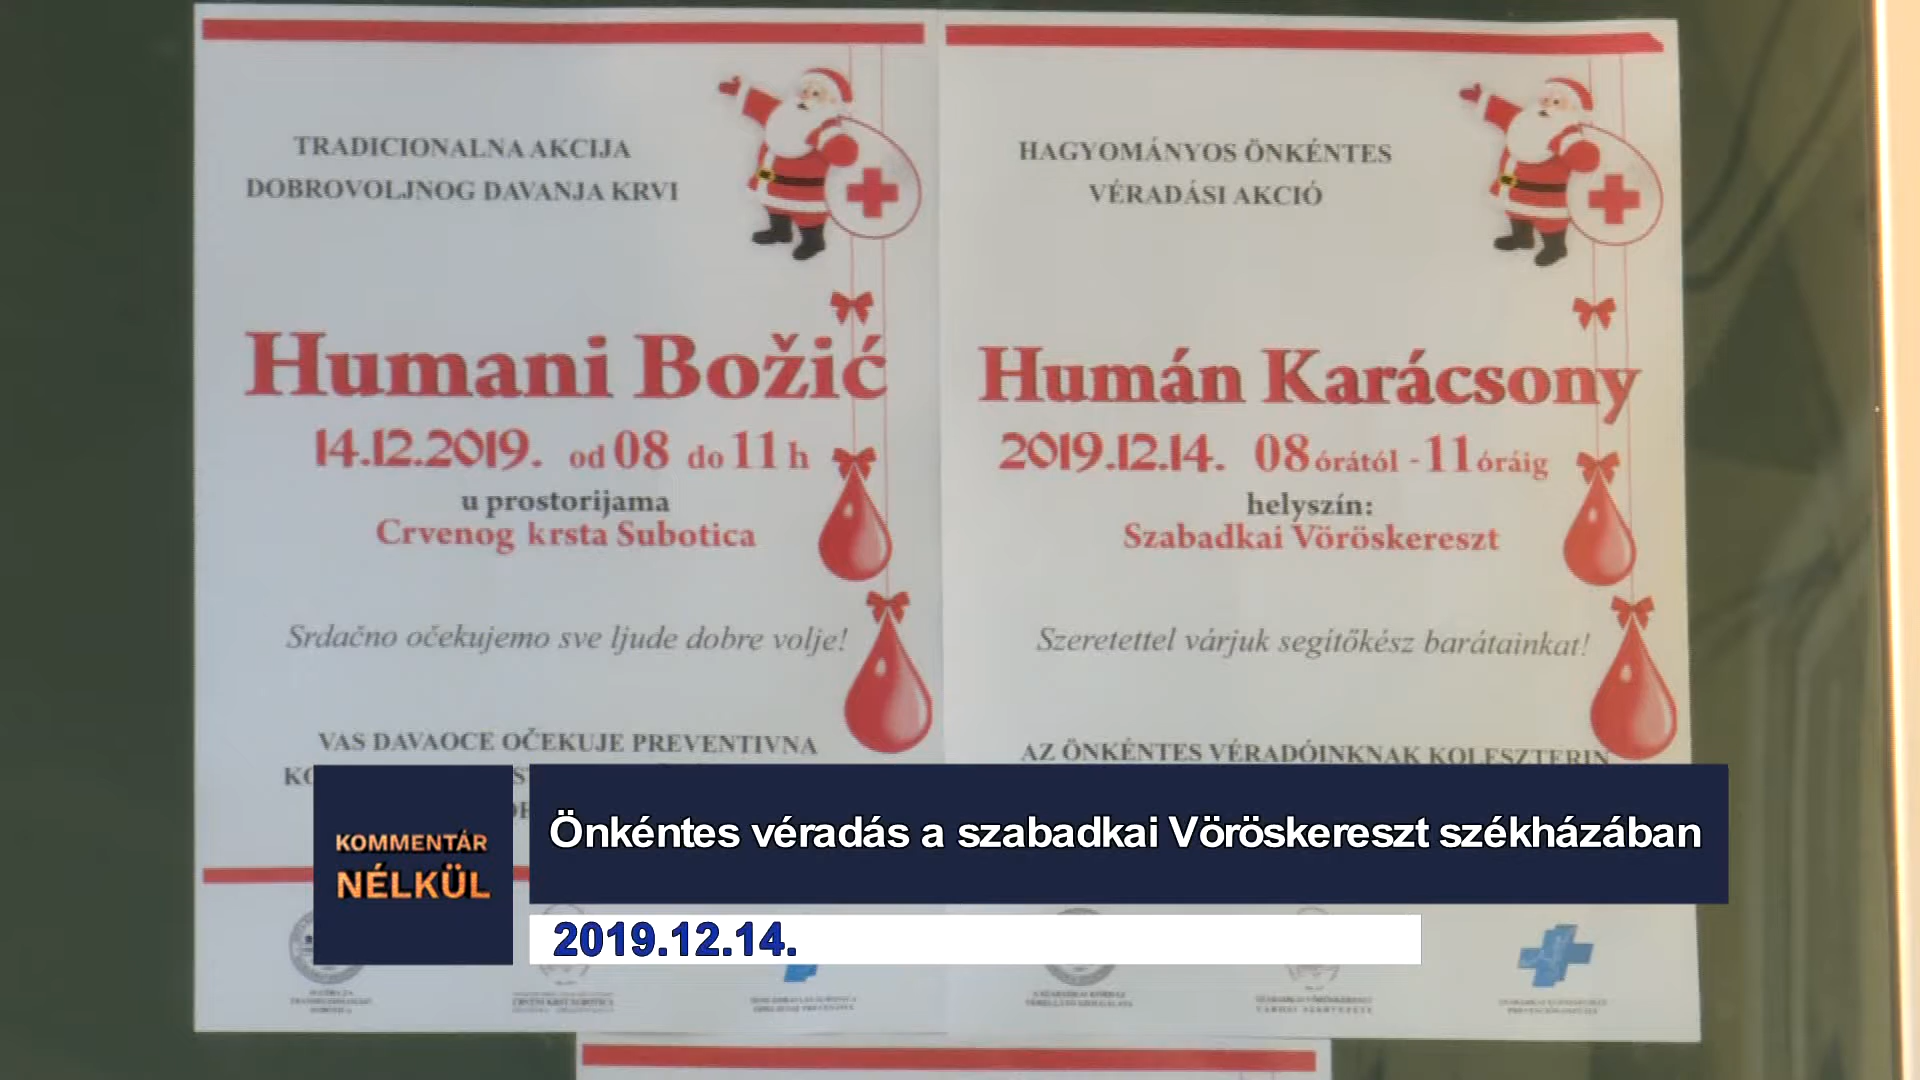 TRADICIONALNA AKCIJA
DOBROVOLJNOG DAVANJA KRVI
Humani Božić
14.12.2019. od 08 do 11 h
u prostorijama
Crvenog krsta Subotica
Srdačno očekujemo sve ljude dobre volje!
VAS DAVAOCE OČEKUJE PREVENTIVNA
HAGYOMÁNYOS ÖNKÉNTES
VÉRADÁSI AKCIÓ
Humán Karácsony
2019.12.14. 08 órától - 11 óráig
helyszín:
Szabadkai Vöröskereszt
Szeretettel várjuk segítőkész barátainkat!
AZ ÖNKÉNTES VÉRADÓINKNAK KOLESZTERIN
KOMMENTÁR
NÉLKÜL
Önkéntes véradás a szabadkai Vöröskereszt székházában
2019.12.14.
CRVENI KRST SUBOTICA